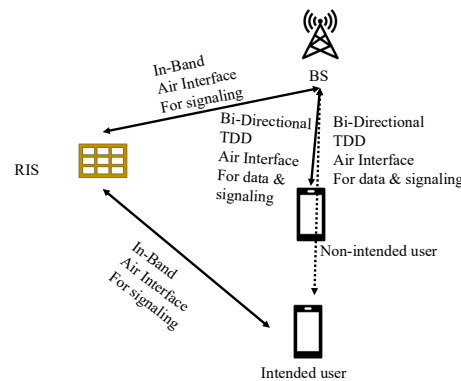 BS
In-Band
Air Interface
For signaling
Bi-Directional
TDD
Air Interface
For data &
signaling
Bi-Directional
TDD
Air Interface
For data & signaling
RIS
Non-intended user
In-Band
Air Interface
For signaling
Intended user